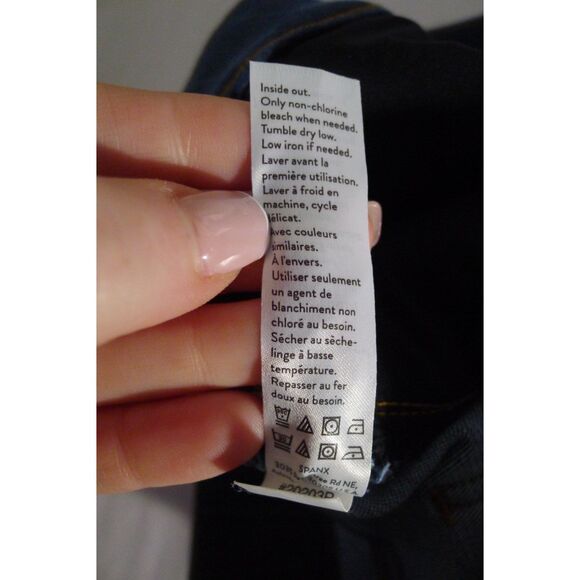 Inside out.
Only non-chlorine
bleach when needed.
Tumble dry low.
Low iron if needed.
Laver avant la
première utilisation.
Laver à froid en
machine, cycle
délicat.
Avec couleurs
similaires.
À l'envers.
Utiliser seulement
un agent de
blanchiment non
chloré au besoin.
Sécher au sèche-
linge à basse
température.
Repasser au fer
doux au besoin.
SPANX
Rd NE,